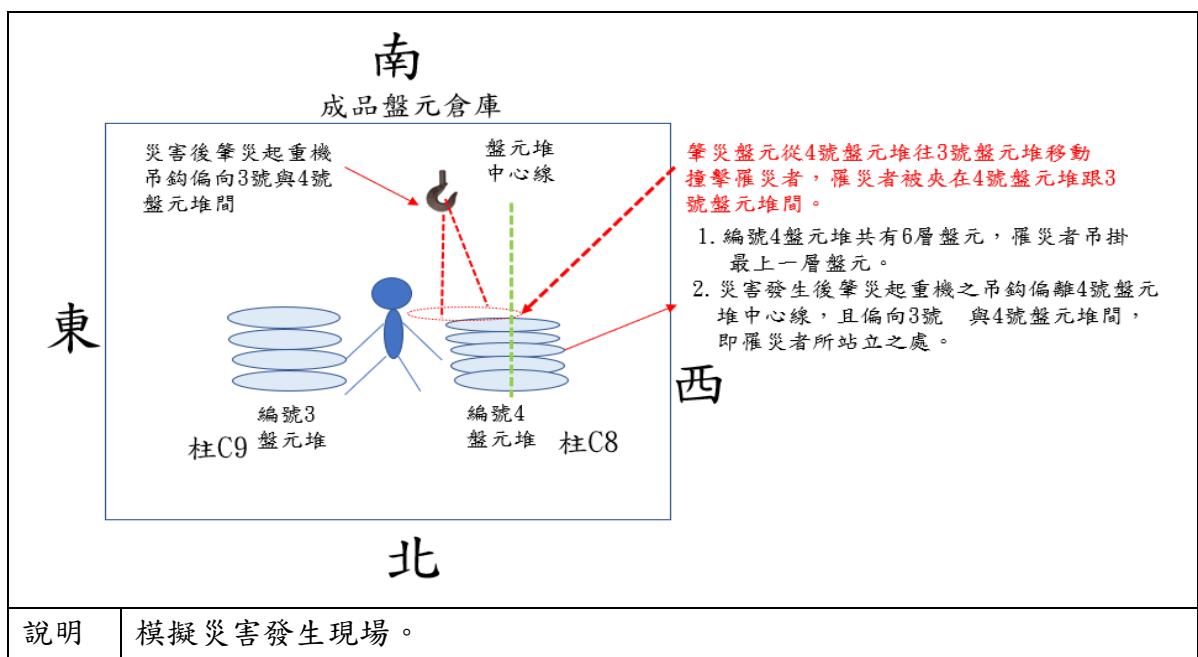 南
成品盤元倉庫
災害後肇災起重機
吊鈎偏向3號與4號
盤元堆間
盤元堆
中心線
肇災盤元從4號盤元堆往3號盤元堆移動
撞擊罹災者，罹災者被夾在4號盤元堆跟3
號盤元堆間。
1. 編號4盤元堆共有6層盤元，罹災者吊掛
最上一層盤元。
2. 災害發生後肇災起重機之吊鈎偏離4號盤元
堆中心線，且偏向3號 與4號盤元堆間，
即罹災者所站立之處。
東
西
編號3
盤元堆
柱C9
編號4
盤元堆
柱C8
北
說明 模擬災害發生現場。